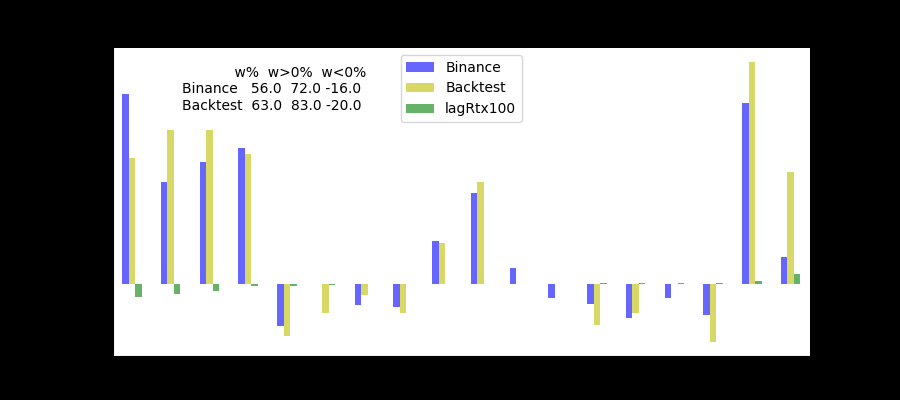 w%  w>0%  w<0%
Binance   56.0  72.0 -16.0
Backtest  63.0  83.0 -20.0
Binance
Backtest
lagRtx100